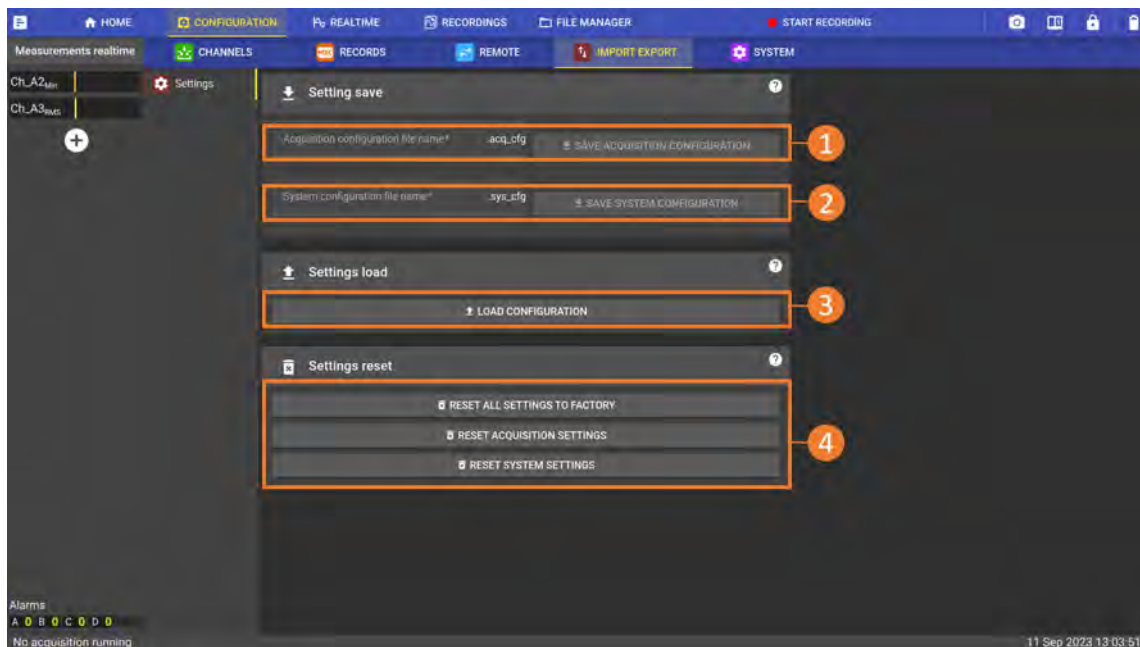 HOME CONFIGURATION REALTIME RECORDINGS FILE MANAGER START RECORDING
Measurements realtime CHANNELS RECORDS REMOTE IMPORT EXPORT SYSTEM
Ch_A2Min Settings Setting save
Ch_A3RMS
Acquisition configuration file name* .acq_cfg SAVE ACQUISITION CONFIGURATION 1
System configuration file name* .sys_cfg SAVE SYSTEM CONFIGURATION 2
Settings load
LOAD CONFIGURATION 3
Settings reset
RESET ALL SETTINGS TO FACTORY
RESET ACQUISITION SETTINGS 4
RESET SYSTEM SETTINGS
Alarms
A 0 B 0 C 0 D 0
No acquisition running 11 Sep 2023 13:03:51